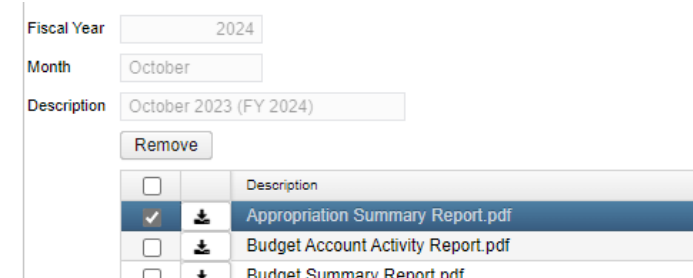 Fiscal Year 2024
Month October
Description October 2023 (FY 2024)
Remove
Description
Appropriation Summary Report.pdf
Budget Account Activity Report.pdf
Budget Summary Report.pdf